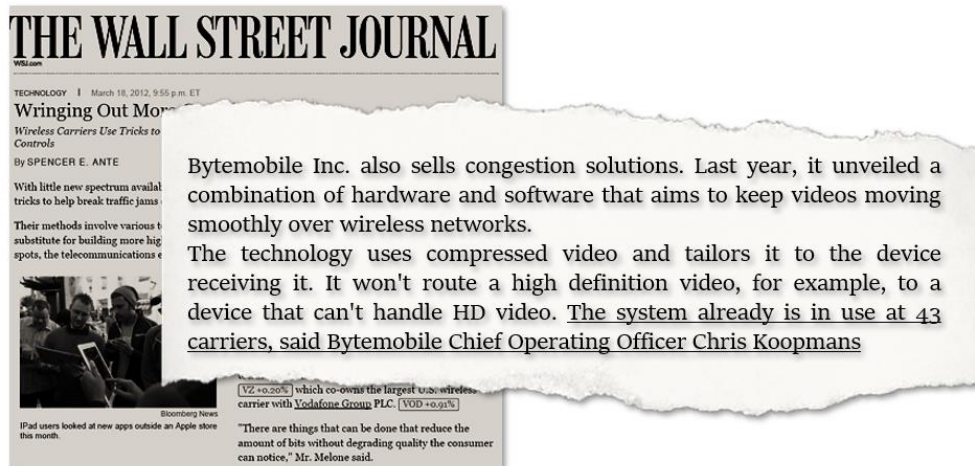 THE WALL STREET JOURNAL
WSJ.com
TECHNOLOGY | March 18, 2012, 9:55 p.m. ET
Wringing Out Mor
Wireless Carriers Use Tricks to
Controls
By SPENCER E. ANTE
With little new spectrum availab
tricks to help break traffic jams
Their methods involve various t
substitute for building more hig
spots, the telecommunications e
Bloomberg News
IPad users looked at new apps outside an Apple store
this month.
Bytemobile Inc. also sells congestion solutions. Last year, it unveiled a
combination of hardware and software that aims to keep videos moving
smoothly over wireless networks.
The technology uses compressed video and tailors it to the device
receiving it. It won't route a high definition video, for example, to a
device that can't handle HD video. The system already is in use at 43
carriers, said Bytemobile Chief Operating Officer Chris Koopmans
VZ +0.20% which co-owns the largest U.S. wireless
carrier with Vodafone Group PLC. VOD +0.91%
"There are things that can be done that reduce the
amount of bits without degrading quality the consumer
can notice," Mr. Melone said.